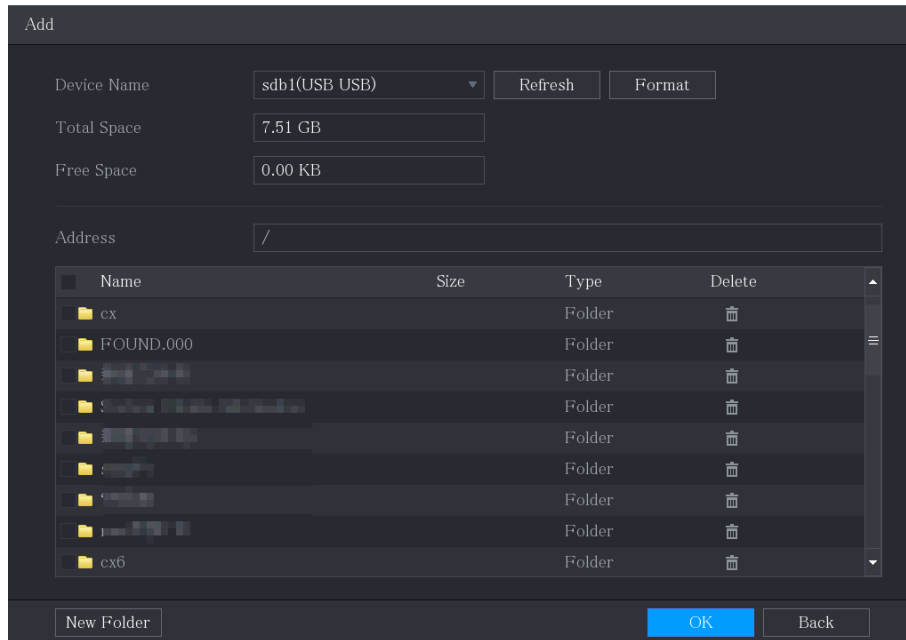 Add
Device Name sdb1(USB USB) Refresh Format
Total Space 7.51 GB
Free Space 0.00 KB
Address /
Name Size Type Delete
cx Folder
FOUND.000 Folder
Folder
Folder
Folder
Folder
Folder
Folder
cx6 Folder
New Folder OK Back